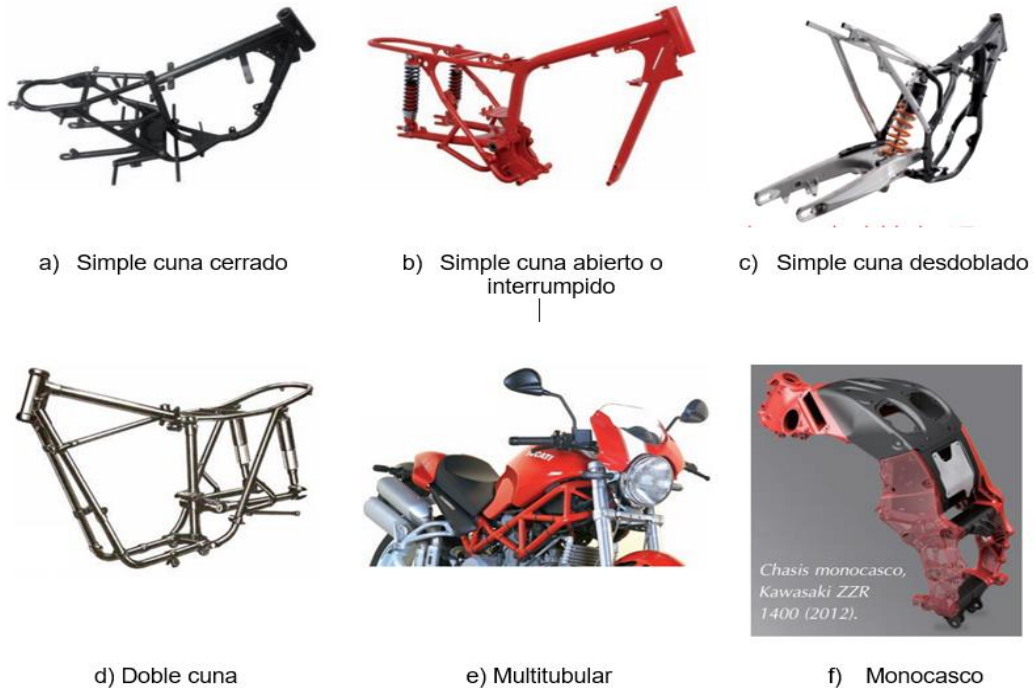 a) Simple cuna cerrado
b) Simple cuna abierto o
interrumpido
c) Simple cuna desdoblado
DUCATI
Chasis monocasco,
Kawasaki ZZR
1400 (2012).
d) Doble cuna
e) Multitubular
f) Monocasco